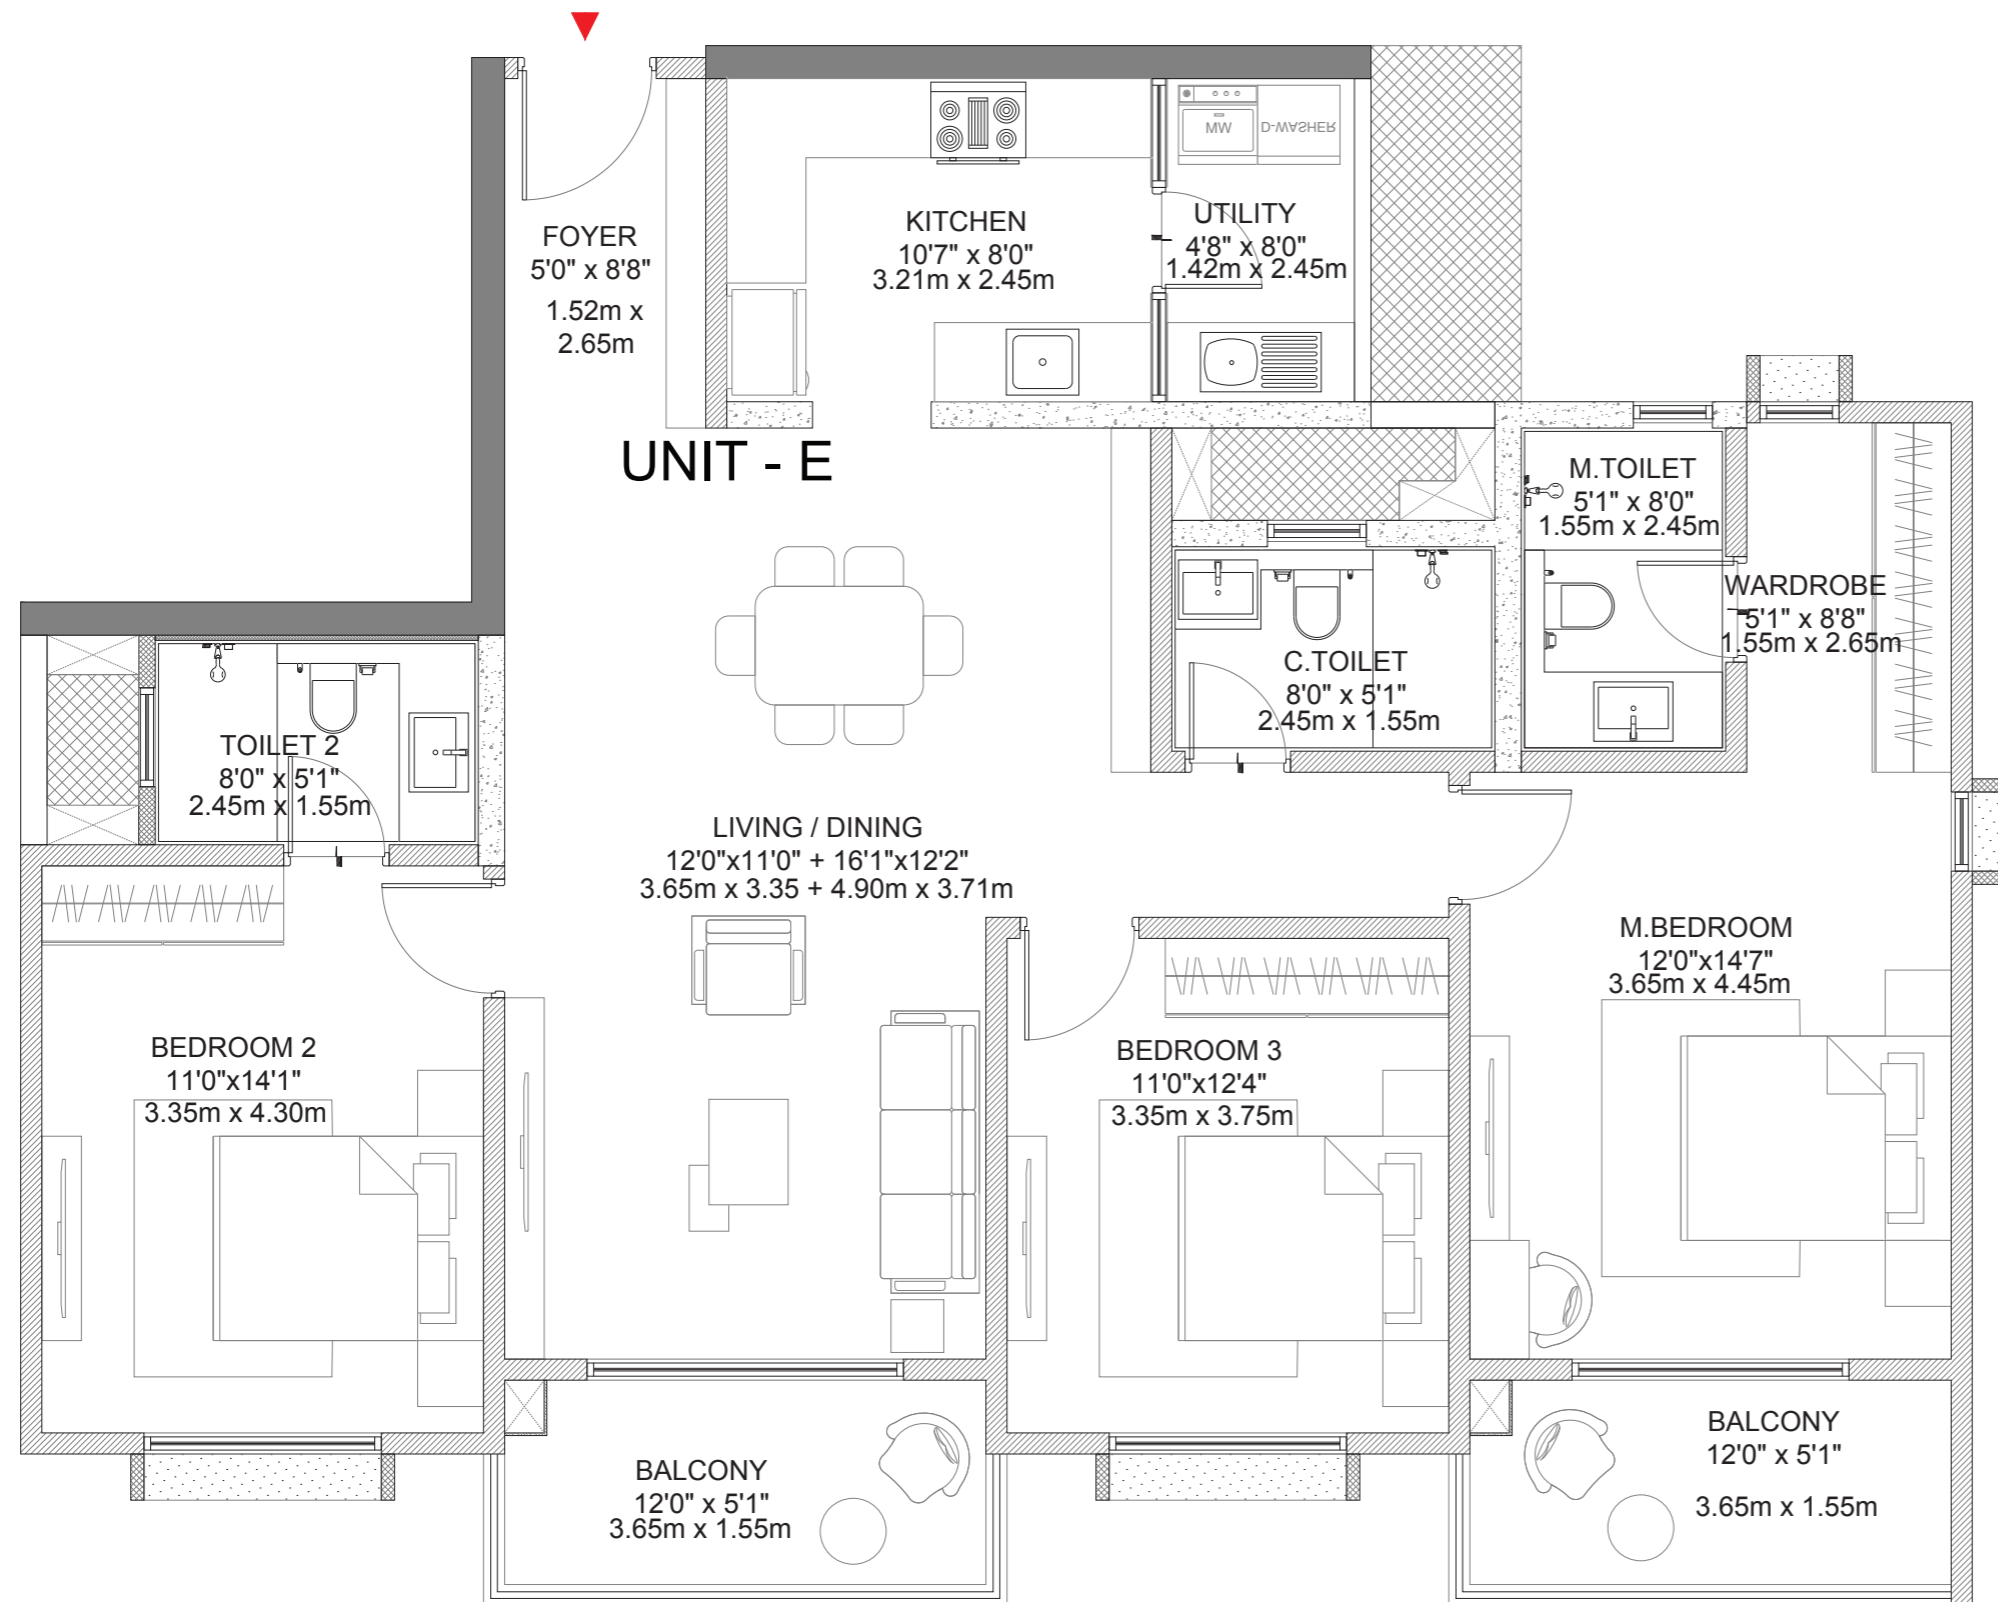 FOYER
5'0" x 8'8"
1.52m x
2.65m
KITCHEN
10'7" x 8'0"
3.21m x 2.45m
MW
D-WASHER
UTILITY
4'8" x 8'0"
1.42m x 2.45m
UNIT - E
M.TOILET
5'1" x 8'0"
1.55m x 2.45m
WARDROBE
5'1" x 8'8"
1.55m x 2.65m
C.TOILET
8'0" x 5'1"
2.45m x 1.55m
TOILET 2
8'0" x 5'1"
2.45m x 1.55m
LIVING / DINING
12'0"x11'0" + 16'1"x12'2"
3.65m x 3.35 + 4.90m x 3.71m
M.BEDROOM
12'0"x14'7"
3.65m x 4.45m
BEDROOM 2
11'0"x14'1"
3.35m x 4.30m
BEDROOM 3
11'0"x12'4"
3.35m x 3.75m
BALCONY
12'0" x 5'1"
3.65m x 1.55m
BALCONY
12'0" x 5'1"
3.65m x 1.55m